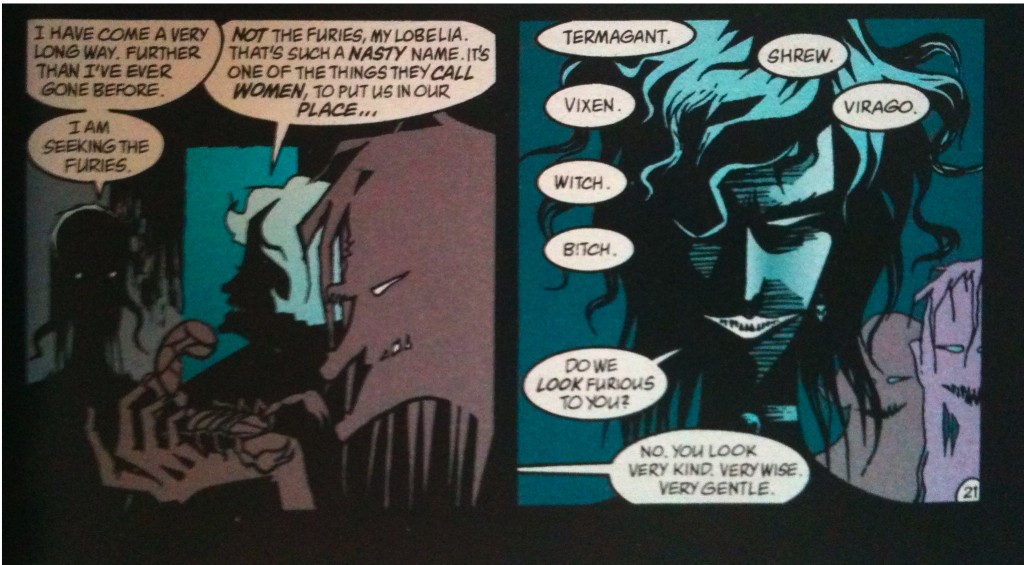 I HAVE COME A VERY
LONG WAY. FURTHER
THAN I'VE EVER
GONE BEFORE.
NOT THE FURIES, MY LOBELIA.
THAT'S SUCH A NASTY NAME. IT'S
ONE OF THE THINGS THEY CALL
WOMEN, TO PUT US IN OUR
PLACE...
I AM
SEEKING THE
FURIES.
TERMAGANT.
SHREW.
VIXEN.
VIRAGO.
WITCH.
BITCH.
DO WE
LOOK FURIOUS
TO YOU?
NO. YOU LOOK
VERY KIND. VERY WISE.
VERY GENTLE.
21